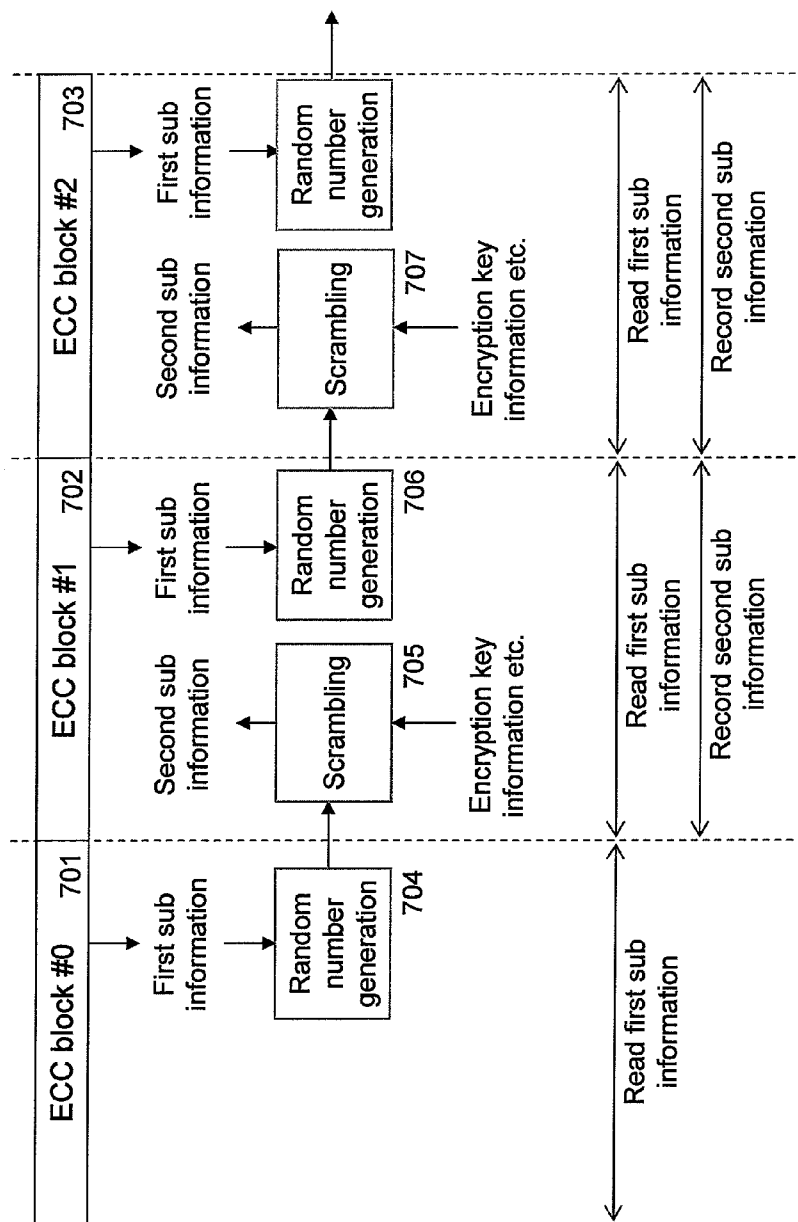 ECC block #0
701
ECC block #1
702
ECC block #2
703
First sub
information
Second sub
information
First sub
information
Second sub
information
First sub
information
Random
number
generation
704
Scrambling
705
Random
number
generation
706
Scrambling
707
Random
number
generation
Encryption key
information etc.
Encryption key
information etc.
Read first sub
information
Read first sub
information
Read first sub
information
Record second sub
information
Record second sub
information